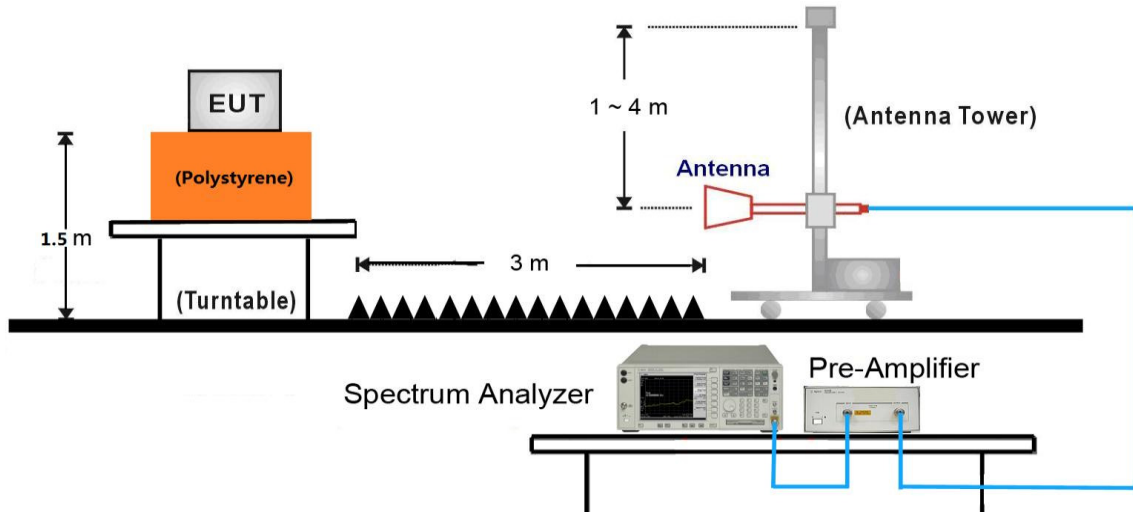 EUT
(Polystyrene)
1.5 m
(Turntable)
3 m
1 ~ 4 m
Antenna
(Antenna Tower)
Spectrum Analyzer
Pre-Amplifier